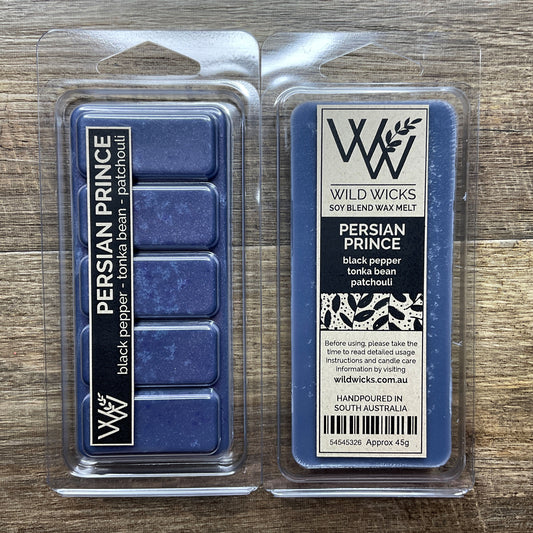 PERSIAN PRINCE
black pepper - tonka bean - patchouli
WW
WW
WILD WICKS
SOY BLEND WAX MELT
PERSIAN
PRINCE
black pepper
tonka bean
patchouli
Before using, please take the
time to read detailed usage
instructions and candle care
information by visiting
wildwicks.com.au
HANDPOURED IN
SOUTH AUSTRALIA
54545326 Approx 45g